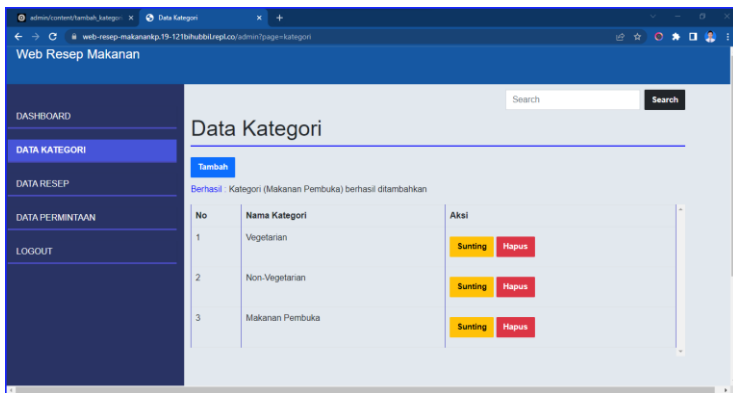 admin/content/tambah_kategori
Data Kategori
web-resep-makanankp.19-121bihubbil.repl.co/admin?page=kategori
Web Resep Makanan
Search
Search
DASHBOARD
DATA KATEGORI
DATA RESEP
DATA PERMINTAAN
LOGOUT
Data Kategori
Tambah
Berhasil : Kategori (Makanan Pembuka) berhasil ditambahkan
No Nama Kategori Aksi
1 Vegetarian Sunting Hapus
2 Non-Vegetarian Sunting Hapus
3 Makanan Pembuka Sunting Hapus